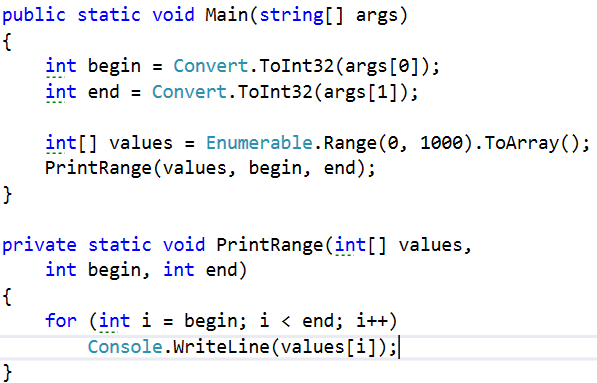 public static void Main(string[] args)
{
    int begin = Convert.ToInt32(args[0]);
    int end = Convert.ToInt32(args[1]);

    int[] values = Enumerable.Range(0, 1000).ToArray();
    PrintRange(values, begin, end);
}

private static void PrintRange(int[] values,
    int begin, int end)
{
    for (int i = begin; i < end; i++)
        Console.WriteLine(values[i]);
}